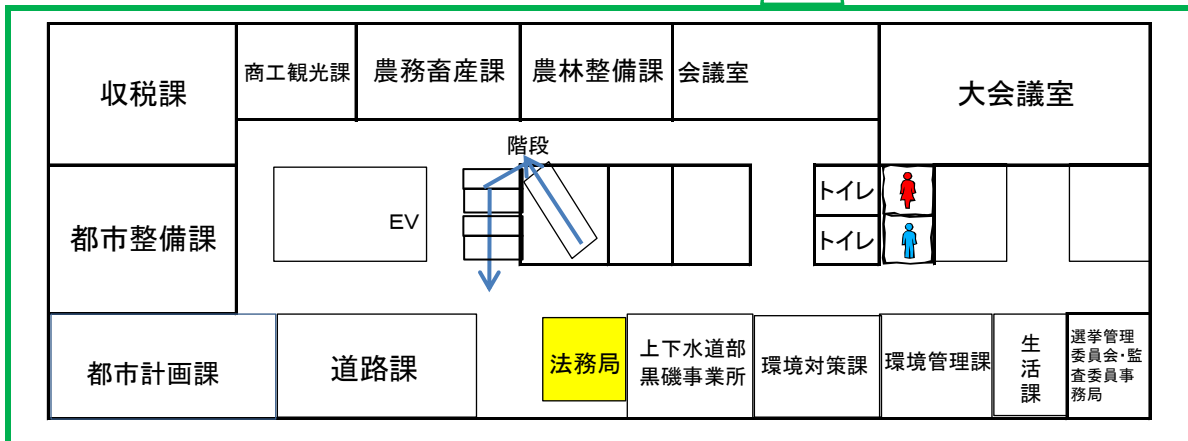 収税課
商工観光課
農務畜産課
農林整備課
会議室
大会議室
階段
都市整備課
EV
トイレ
トイレ
都市計画課
道路課
法務局
上下水道部
黒磯事業所
環境対策課
環境管理課
生
活
課
選挙管理
委員会・監
査委員事
務局